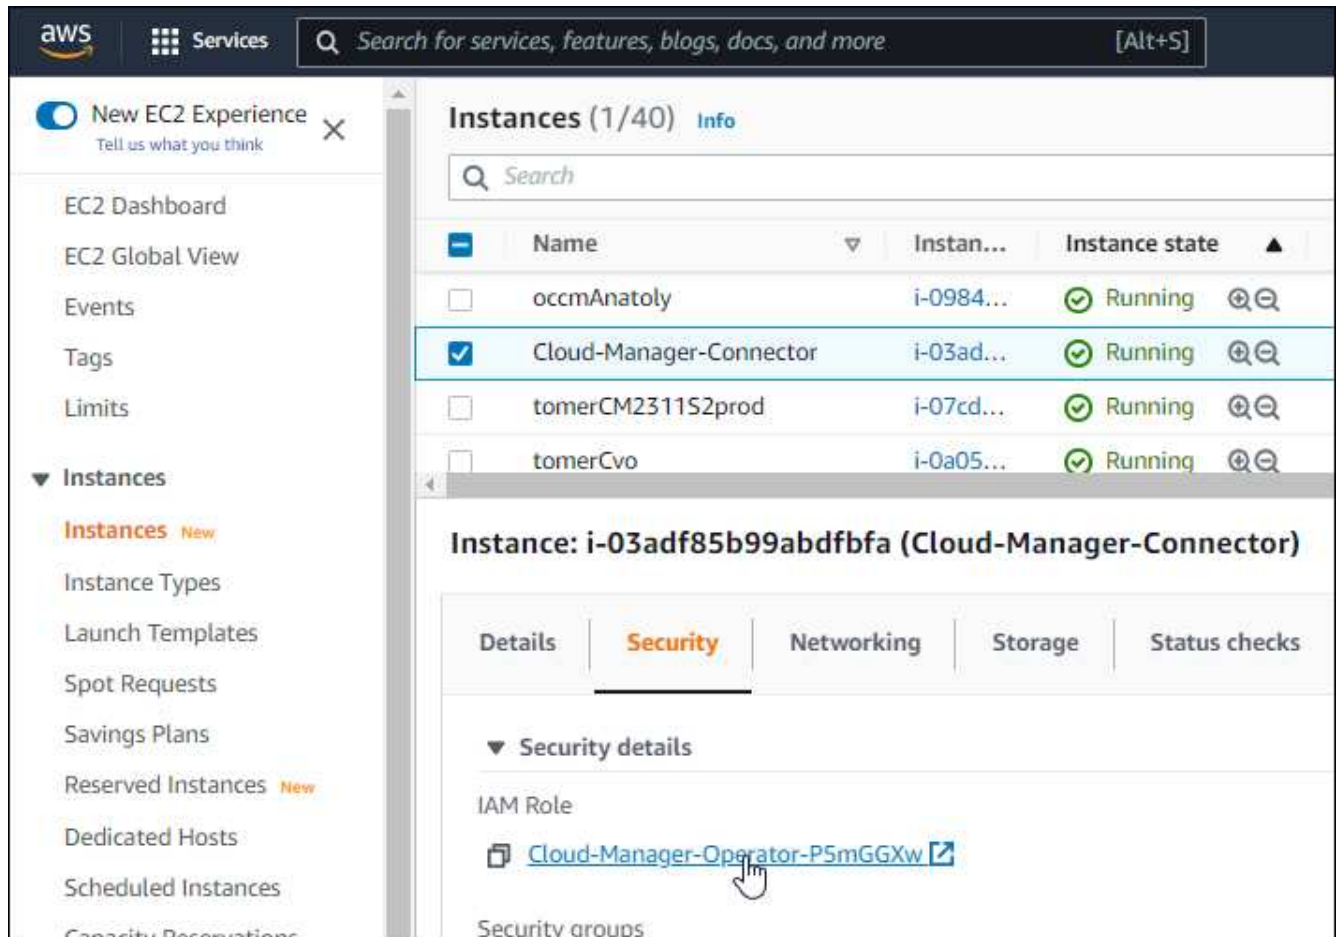 aws
Services
Search for services, features, blogs, docs, and more [Alt+S]
New EC2 Experience
Tell us what you think
EC2 Dashboard
EC2 Global View
Events
Tags
Limits
Instances
Instances New
Instance Types
Launch Templates
Spot Requests
Savings Plans
Reserved Instances New
Dedicated Hosts
Scheduled Instances
Capacity Reservations
Instances (1/40) Info
Search
Name Instan... Instance state
occmAnatoly i-0984... Running
Cloud-Manager-Connector i-03ad... Running
tomerCM2311S2prod i-07cd... Running
tomerCvo i-0a05... Running
Instance: i-03adf85b99abdfbfa (Cloud-Manager-Connector)
Details Security Networking Storage Status checks
Security details
IAM Role
Cloud-Manager-Operator-P5mGGXw
Security groups